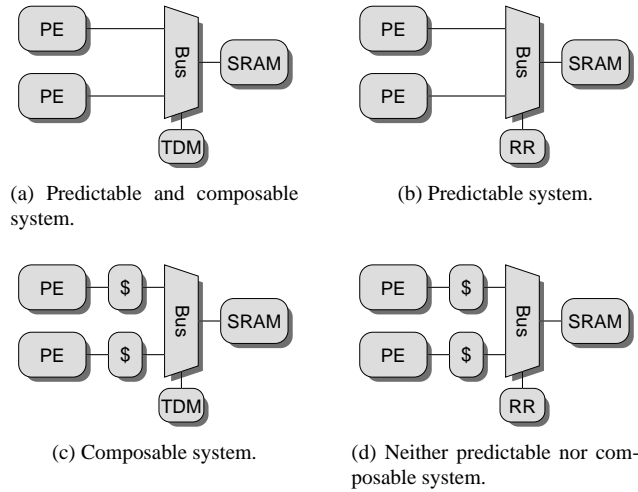 PE
Bus
SRAM
PE
TDM
(a) Predictable and composable
system.
PE
Bus
SRAM
PE
RR
(b) Predictable system.
PE
$
Bus
SRAM
PE
$
TDM
(c) Composable system.
PE
$
Bus
SRAM
PE
$
RR
(d) Neither predictable nor com-
posable system.